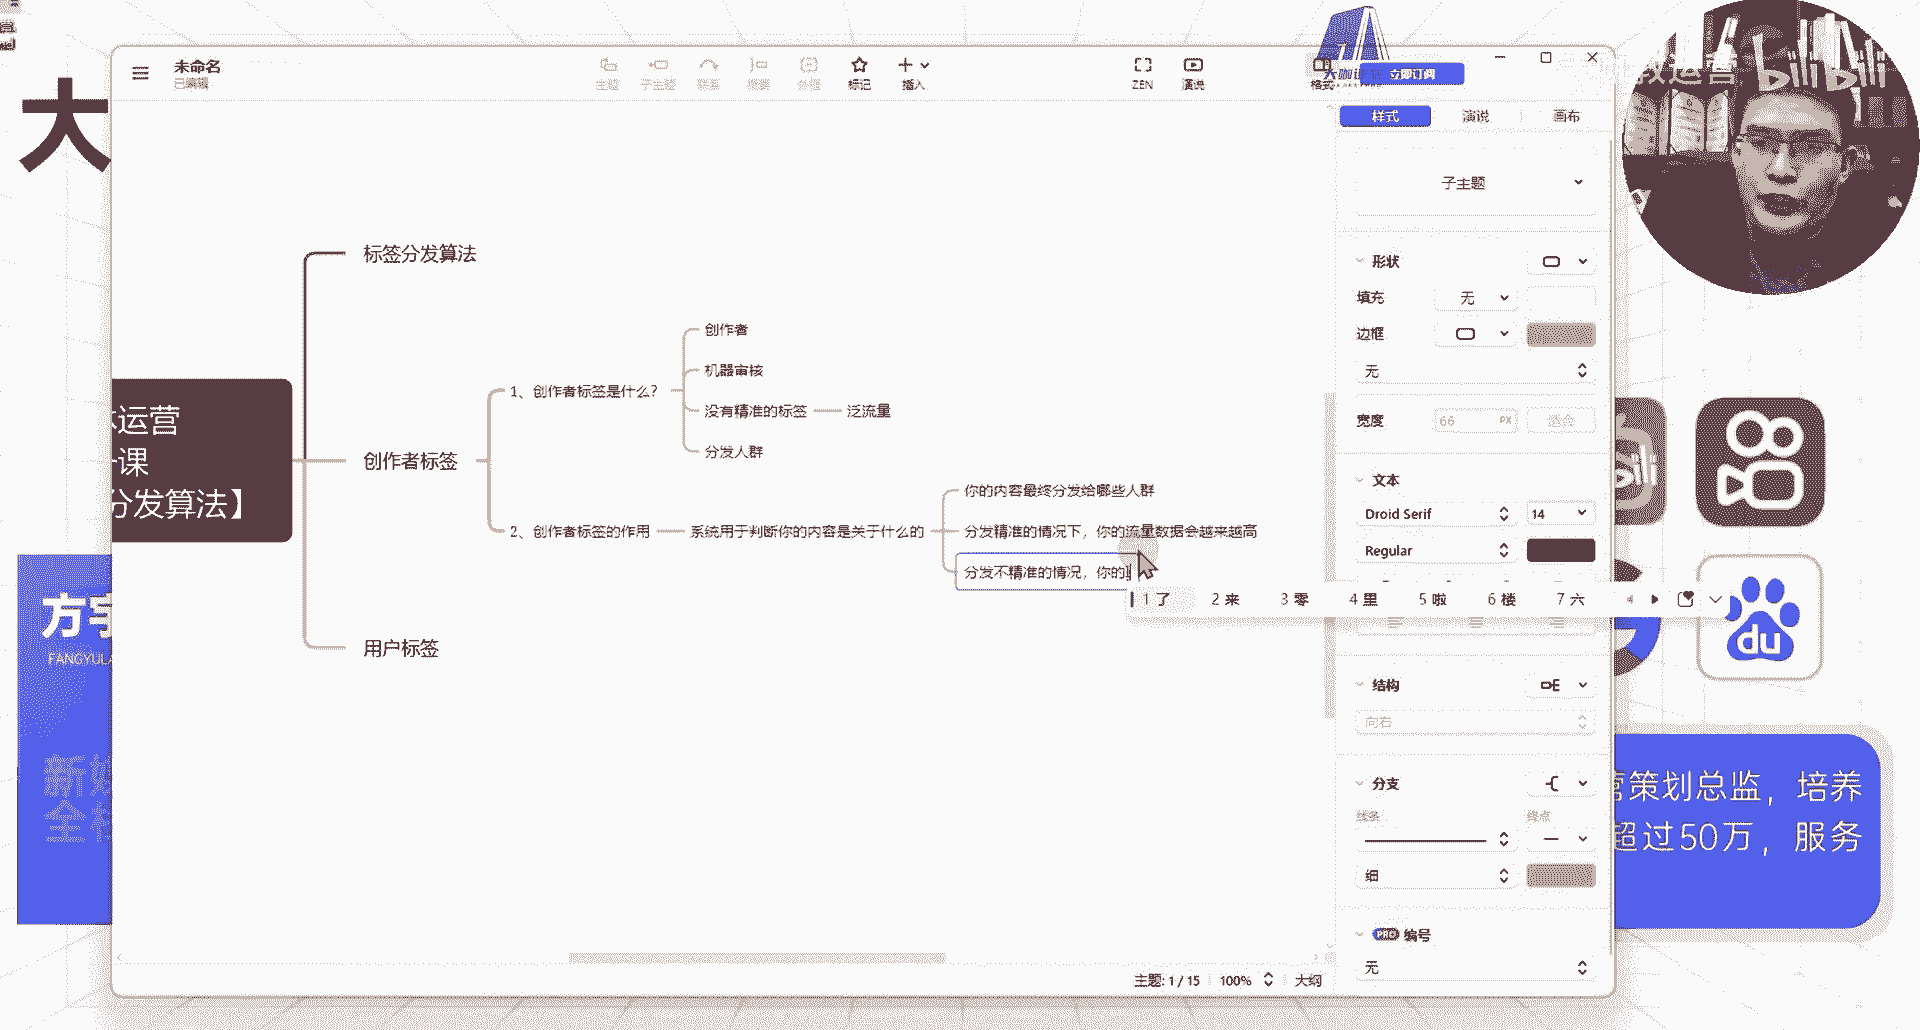 大
未命名
已编辑
主题
子主题
联系
概要
外框
标记
插入
ZEN
演说
格式
立即订阅
bilibili
样式
演说
画布
子主题
形状
填充
无
边框
无
宽度
66
PX
适合
文本
Droid Serif
14
Regular
结构
向右
分支
线条
终点
细
PRO 编号
无
运营
课
分发算法】
标签分发算法
创作者标签
用户标签
1、创作者标签是什么?
创作者
机器审核
没有精准的标签
泛流量
分发人群
2、创作者标签的作用
系统用于判断你的内容是关于什么的
你的内容最终分发给哪些人群
分发精准的情况下，你的流量数据会越来越高
分发不精准的情况，你的l
1 了 2 来 3 零 4 里 5 啦 6 楼 7 六
主题: 1 / 15
100%
大纲
方宇
FANGYUL
新媒
全栈
bili
du
营策划总监，培养
超过50万，服务